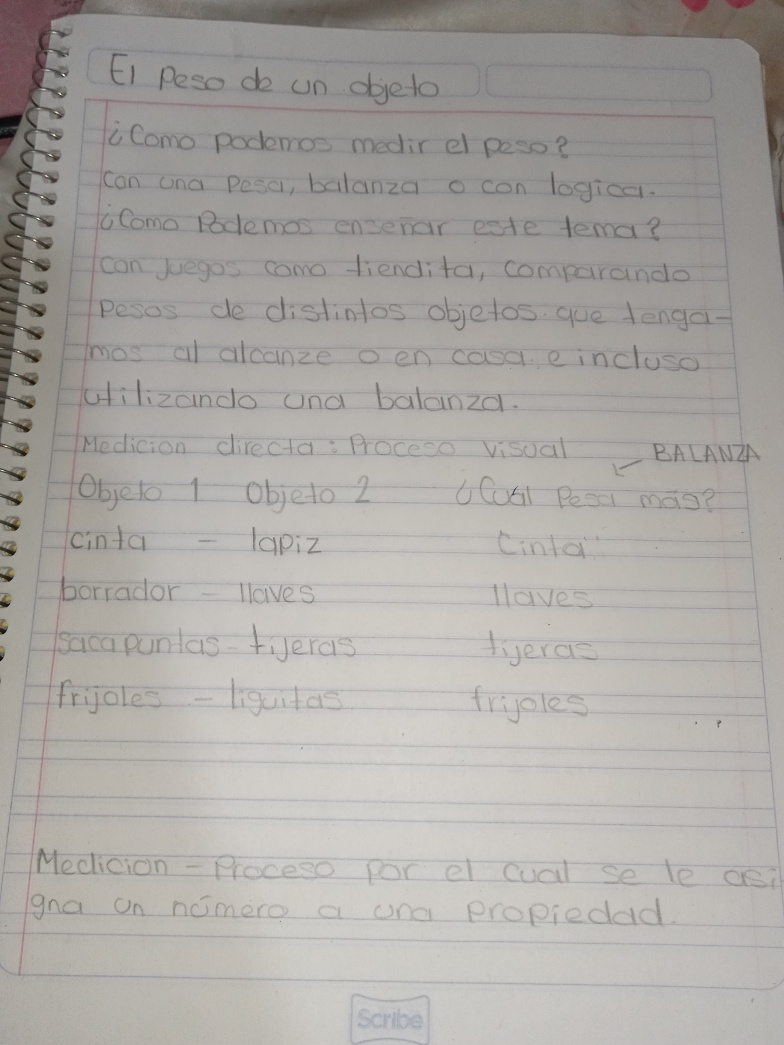 El peso de un objeto
¿Como podemos medir el peso?
con una pesa, balanza o con logica.
¿Como Podemos enseñar este tema?
con juegos como tiendita, comparando
pesos de distintos objetos que tenga-
mos al alcanze o en casa e incluso
utilizando una balanza.
Medicion directa: Proceso visual BALANZA
Objeto 1 Objeto 2 ¿Cuál Pesa más?
cinta - lapiz cinta
borrador - llaves llaves
sacapuntas - tijeras tijeras
frijoles - liguitas frijoles
Medicion - Proceso por el cual se le asi
gna un número a una propiedad.
Scribe